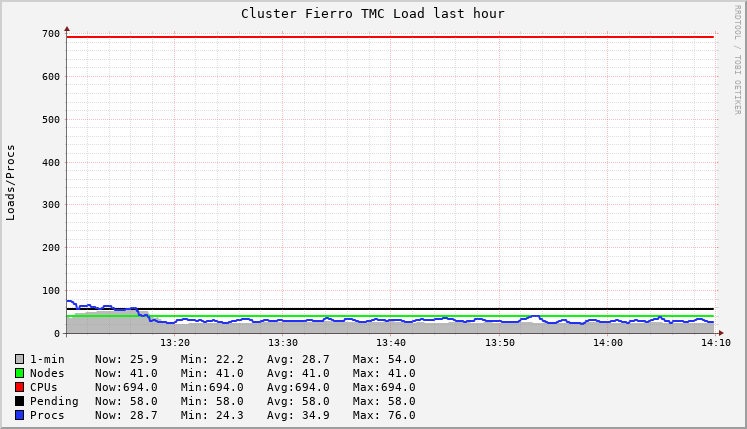 Cluster Fierro TMC Load last hour
RRDTOOL / TOBI OETIKER
Loads/Procs
700
600
500
400
300
200
100
0
13:20 13:30 13:40 13:50 14:00 14:10
1-min Now: 25.9 Min: 22.2 Avg: 28.7 Max: 54.0
Nodes Now: 41.0 Min: 41.0 Avg: 41.0 Max: 41.0
CPUs Now:694.0 Min:694.0 Avg:694.0 Max:694.0
Pending Now: 58.0 Min: 58.0 Avg: 58.0 Max: 58.0
Procs Now: 28.7 Min: 24.3 Avg: 34.9 Max: 76.0